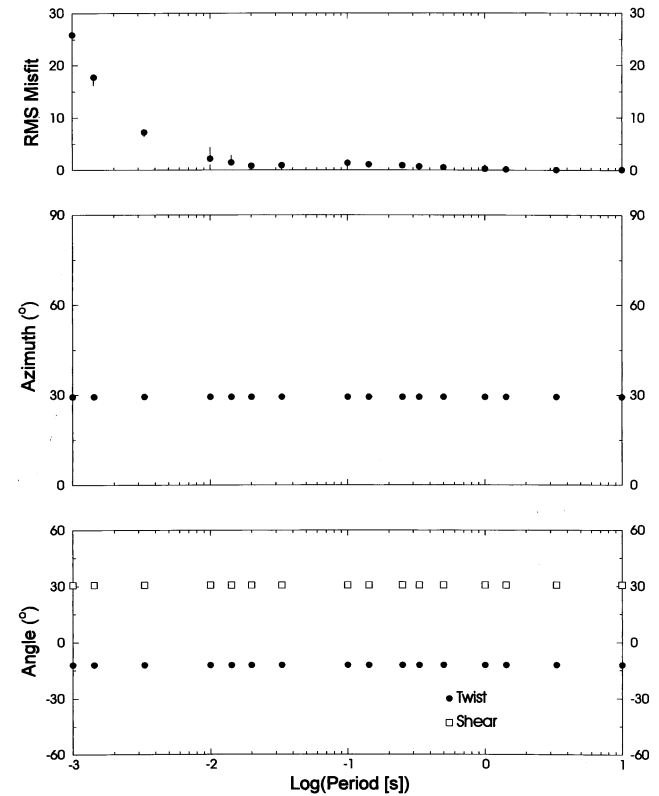 30 30
20 20
10 10
0 0
RMS Misfit
90 90
60 60
30 30
0 0
Azimuth (°)
60 60
30 30
0 0
-30 -30
-60 -60
Angle (°)
Twist
Shear
-3 -2 -1 0 1
Log(Period [s])